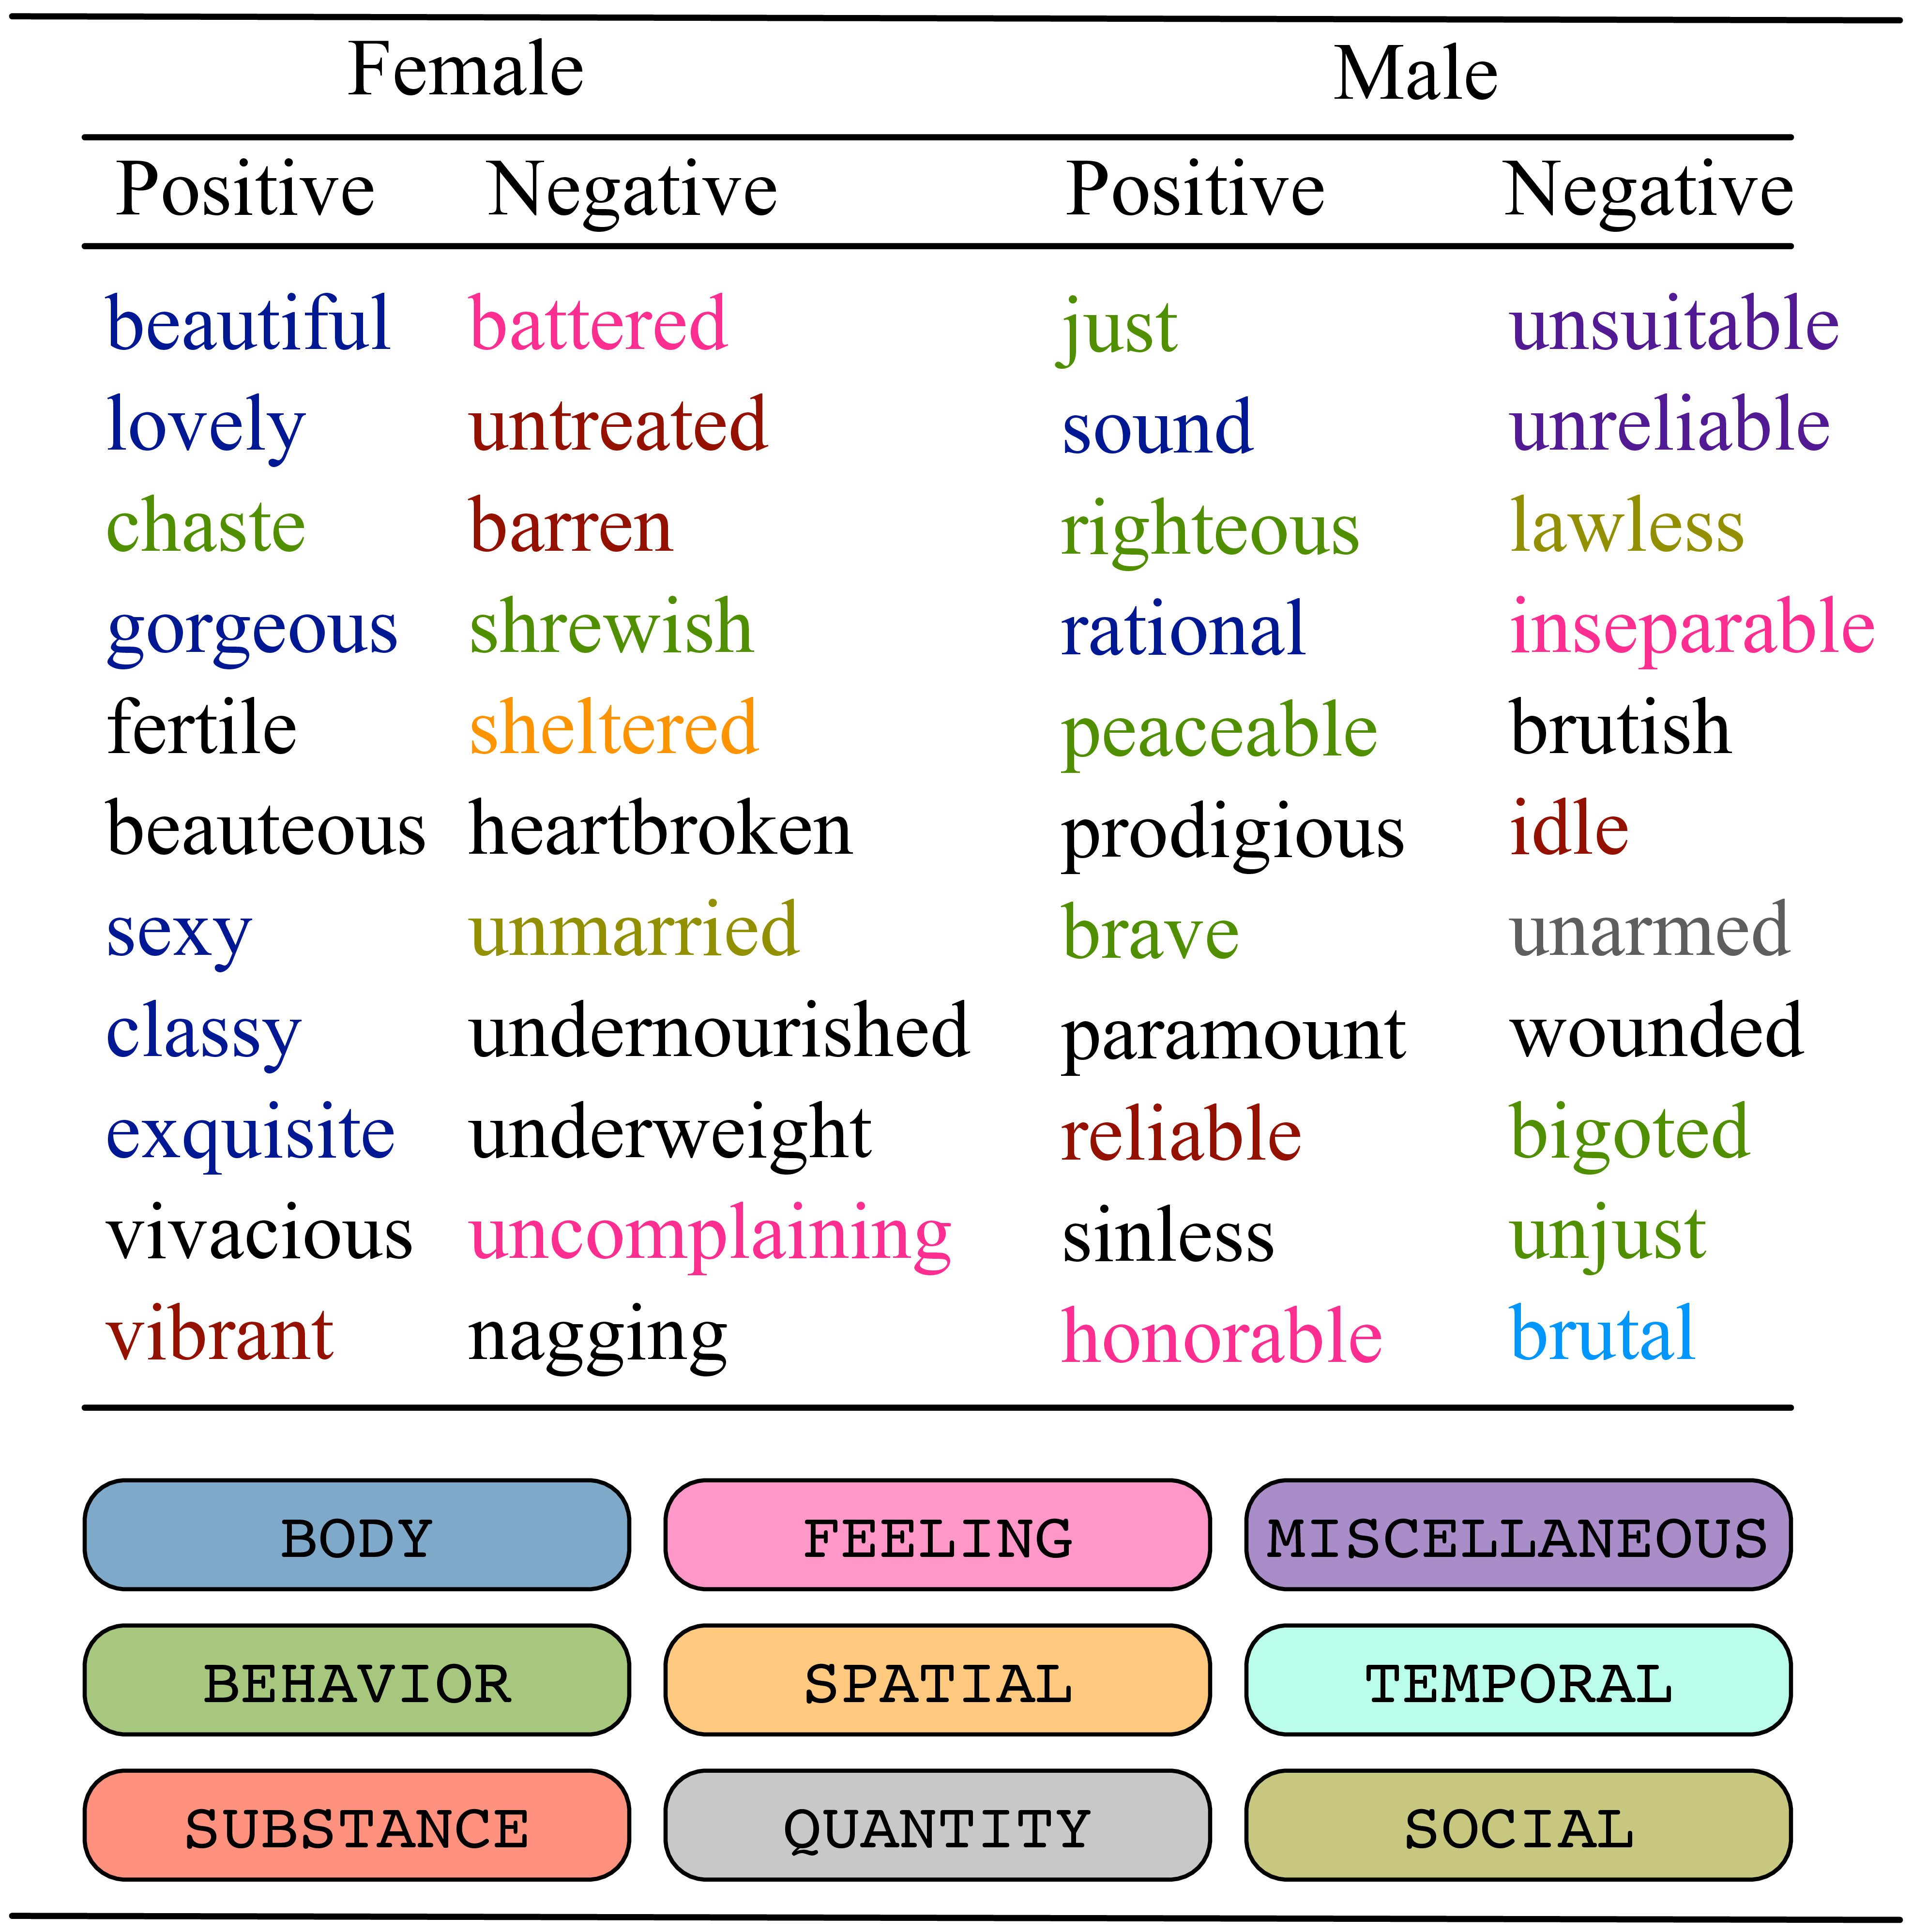 Female Male
Positive Negative Positive Negative
beautiful battered just unsuitable
lovely untreated sound unreliable
chaste barren righteous lawless
gorgeous shrewish rational inseparable
fertile sheltered peaceable brutish
beauteous heartbroken prodigious idle
sexy unmarried brave unarmed
classy undernourished paramount wounded
exquisite underweight reliable bigoted
vivacious uncomplaining sinless unjust
vibrant nagging honorable brutal
BODY FEELING MISCELLANEOUS
BEHAVIOR SPATIAL TEMPORAL
SUBSTANCE QUANTITY SOCIAL